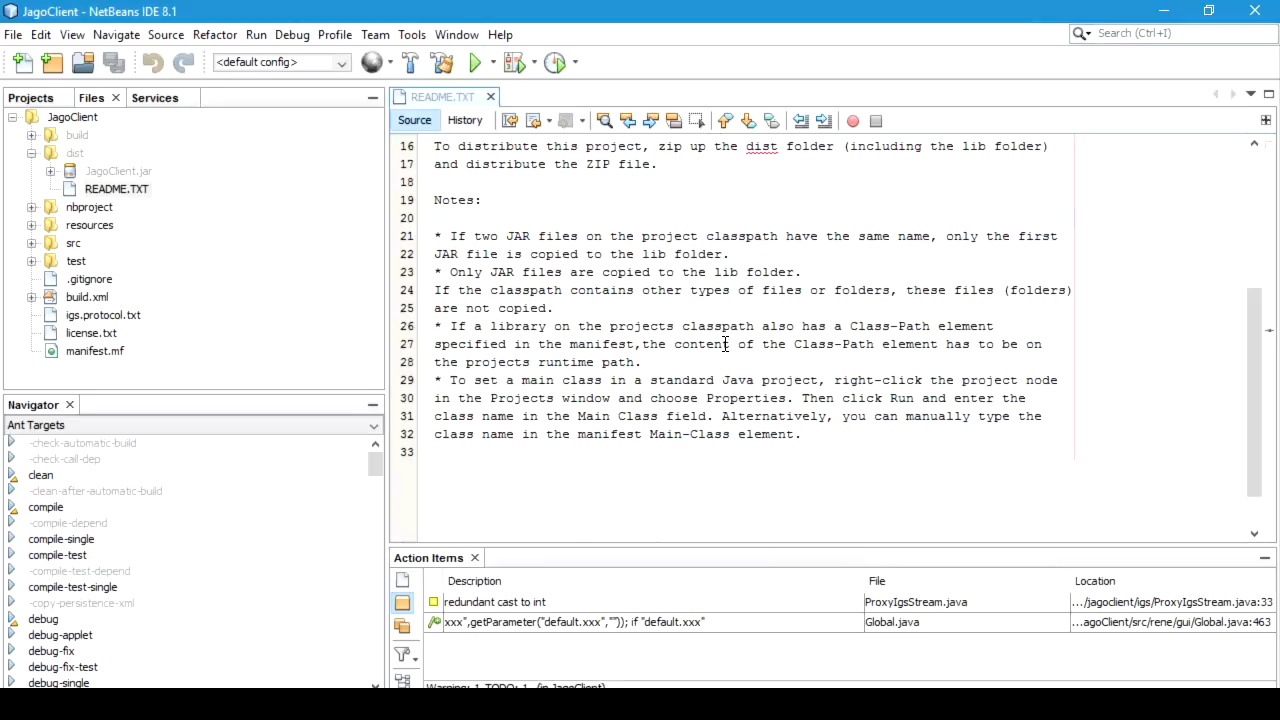 JagoClient - NetBeans IDE 8.1
File Edit View Navigate Source Refactor Run Debug Profile Team Tools Window Help
Search (Ctrl+I)
<default config>
Projects Files Services
JagoClient
build
dist
JagoClient.jar
README.TXT
nbproject
resources
src
test
.gitignore
build.xml
igs.protocol.txt
license.txt
manifest.mf
Navigator
Ant Targets
-check-automatic-build
-check-call-dep
clean
-clean-after-automatic-build
compile
-compile-depend
compile-single
compile-test
-compile-test-depend
compile-test-single
-copy-persistence-xml
debug
debug-applet
debug-fix
debug-fix-test
debug-single
README.TXT
Source History
16 To distribute this project, zip up the dist folder (including the lib folder)
17 and distribute the ZIP file.
18
19 Notes:
20
21 * If two JAR files on the project classpath have the same name, only the first
22 JAR file is copied to the lib folder.
23 * Only JAR files are copied to the lib folder.
24 If the classpath contains other types of files or folders, these files (folders)
25 are not copied.
26 * If a library on the projects classpath also has a Class-Path element
27 specified in the manifest,the content of the Class-Path element has to be on
28 the projects runtime path.
29 * To set a main class in a standard Java project, right-click the project node
30 in the Projects window and choose Properties. Then click Run and enter the
31 class name in the Main Class field. Alternatively, you can manually type the
32 class name in the manifest Main-Class element.
33
Action Items
Description File Location
redundant cast to int ProxyIgsStream.java .../jagoclient/igs/ProxyIgsStream.java:33
xxx",getParameter("default.xxx","")); if "default.xxx" Global.java ...agoClient/src/rene/gui/Global.java:463
Warning: 1 TODO: 1 (in JagoClient)